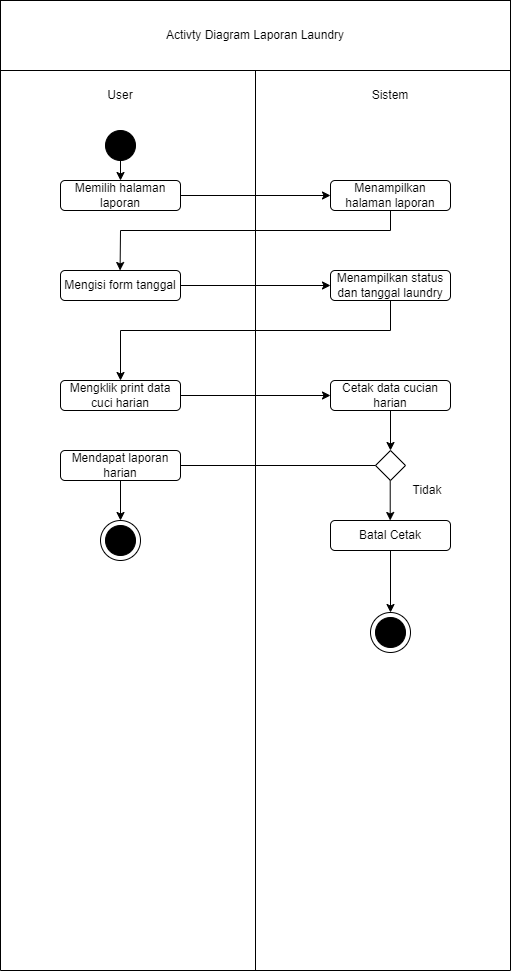 Activty Diagram Laporan Laundry
User
Sistem
Memilih halaman
laporan
Menampilkan
halaman laporan
Mengisi form tanggal
Menampilkan status
dan tanggal laundry
Mengklik print data
cuci harian
Cetak data cucian
harian
Mendapat laporan
harian
Tidak
Batal Cetak